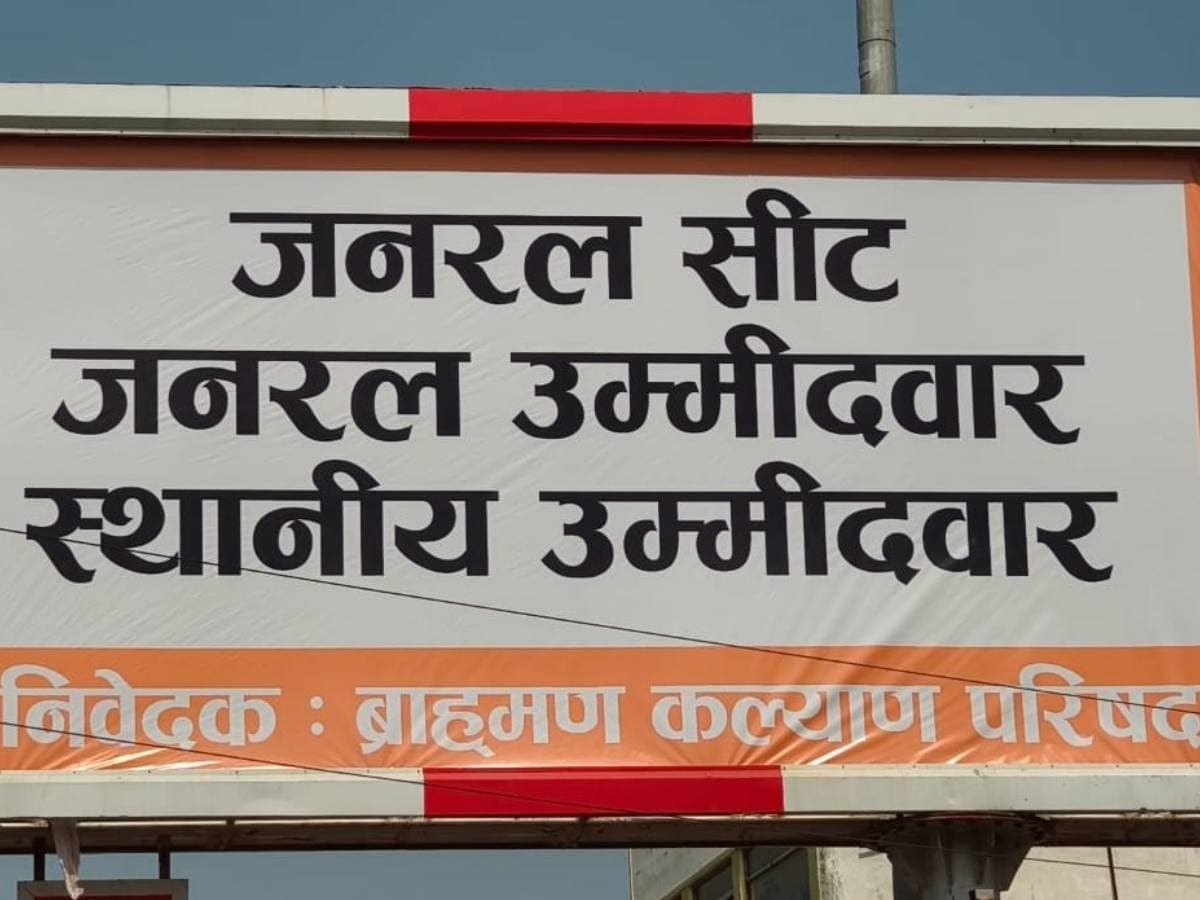 जनरल सीट
जनरल उम्मीदवार
स्थानीय उम्मीदवार
निवेदक : ब्राह्मण कल्याण परिषद